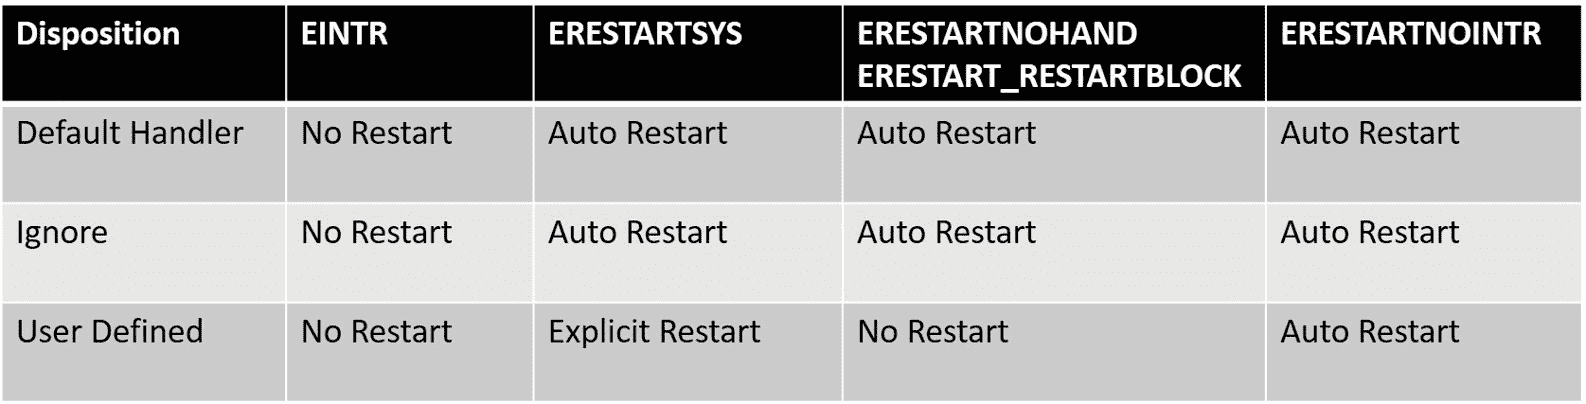 Disposition EINTR ERESTARTSYS ERESTARTNOHAND ERESTARTNOINTR
ERESTART_RESTARTBLOCK
Default Handler No Restart Auto Restart Auto Restart Auto Restart
Ignore No Restart Auto Restart Auto Restart Auto Restart
User Defined No Restart Explicit Restart No Restart Auto Restart